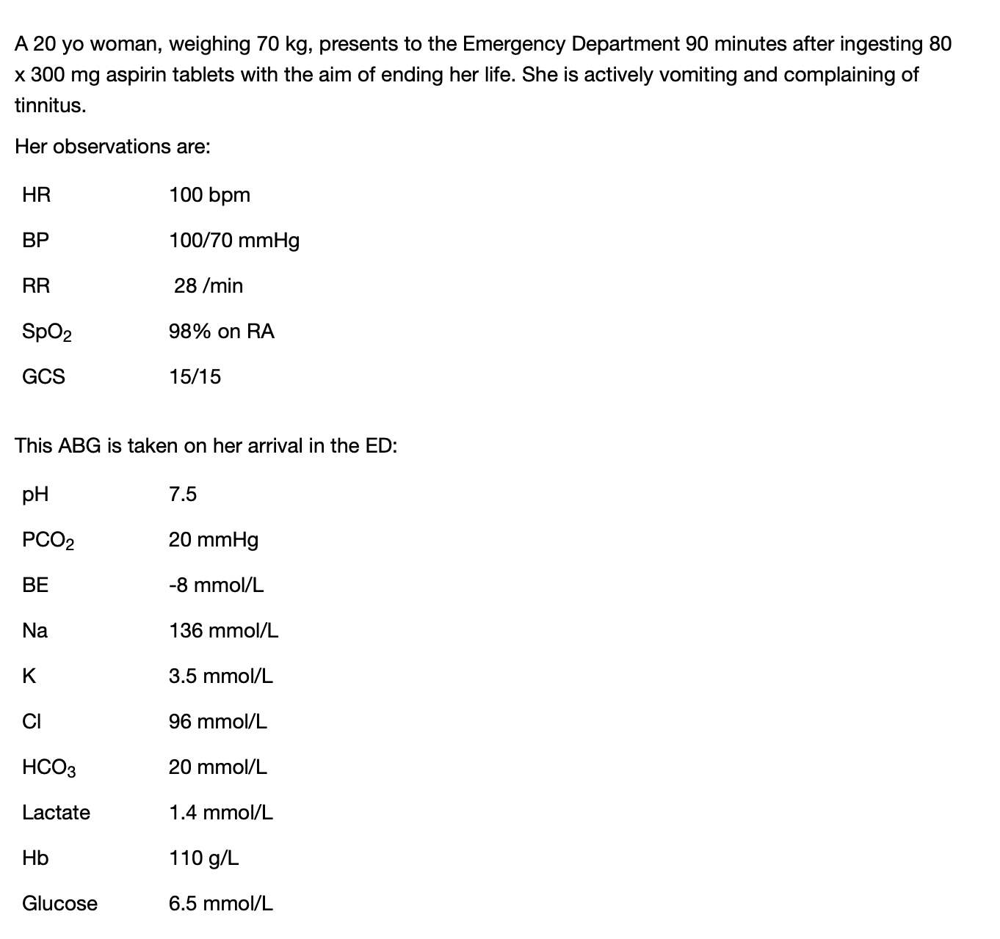 A 20 yo woman, weighing 70 kg, presents to the Emergency Department 90 minutes after ingesting 80
x 300 mg aspirin tablets with the aim of ending her life. She is actively vomiting and complaining of
tinnitus.
Her observations are:
HR 100 bpm
BP 100/70 mmHg
RR 28 /min
SpO₂ 98% on RA
GCS 15/15
This ABG is taken on her arrival in the ED:
pH 7.5
PCO₂ 20 mmHg
BE -8 mmol/L
Na 136 mmol/L
K 3.5 mmol/L
Cl 96 mmol/L
HCO₃ 20 mmol/L
Lactate 1.4 mmol/L
Hb 110 g/L
Glucose 6.5 mmol/L